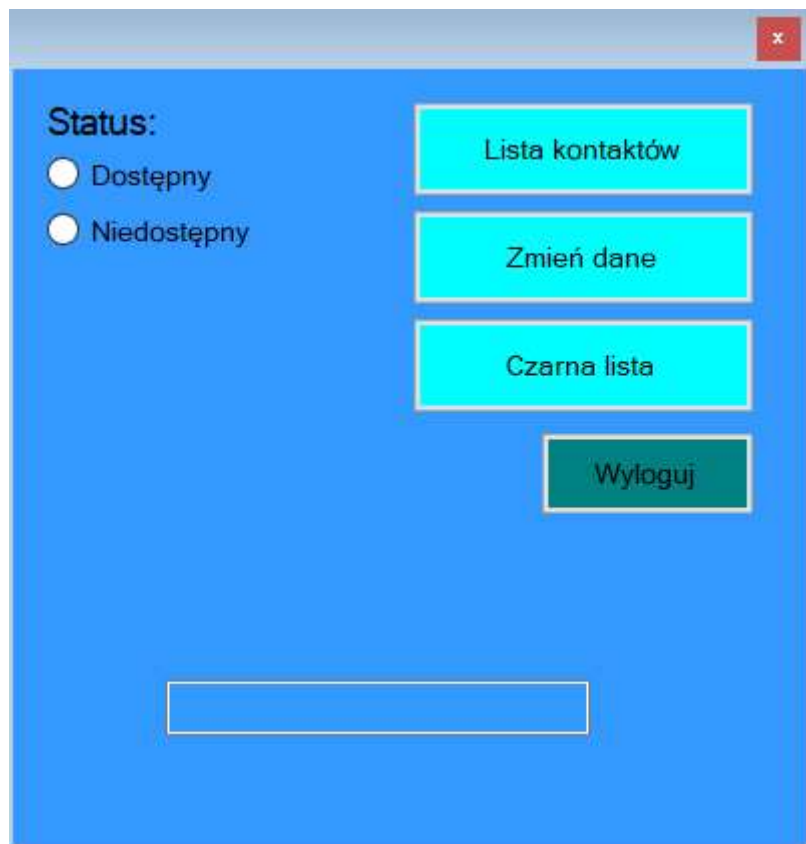 x
Status:
Dostępny
Niedostępny
Lista kontaktów
Zmień dane
Czarna lista
Wyloguj